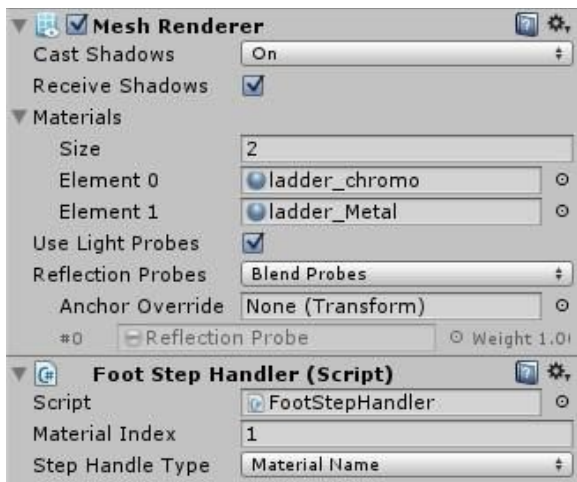 Mesh Renderer
Cast Shadows On
Receive Shadows
Materials
Size 2
Element 0 ladder_chromo
Element 1 ladder_Metal
Use Light Probes
Reflection Probes Blend Probes
Anchor Override None (Transform)
#0 Reflection Probe Weight 1.0
Foot Step Handler (Script)
Script FootStepHandler
Material Index 1
Step Handle Type Material Name